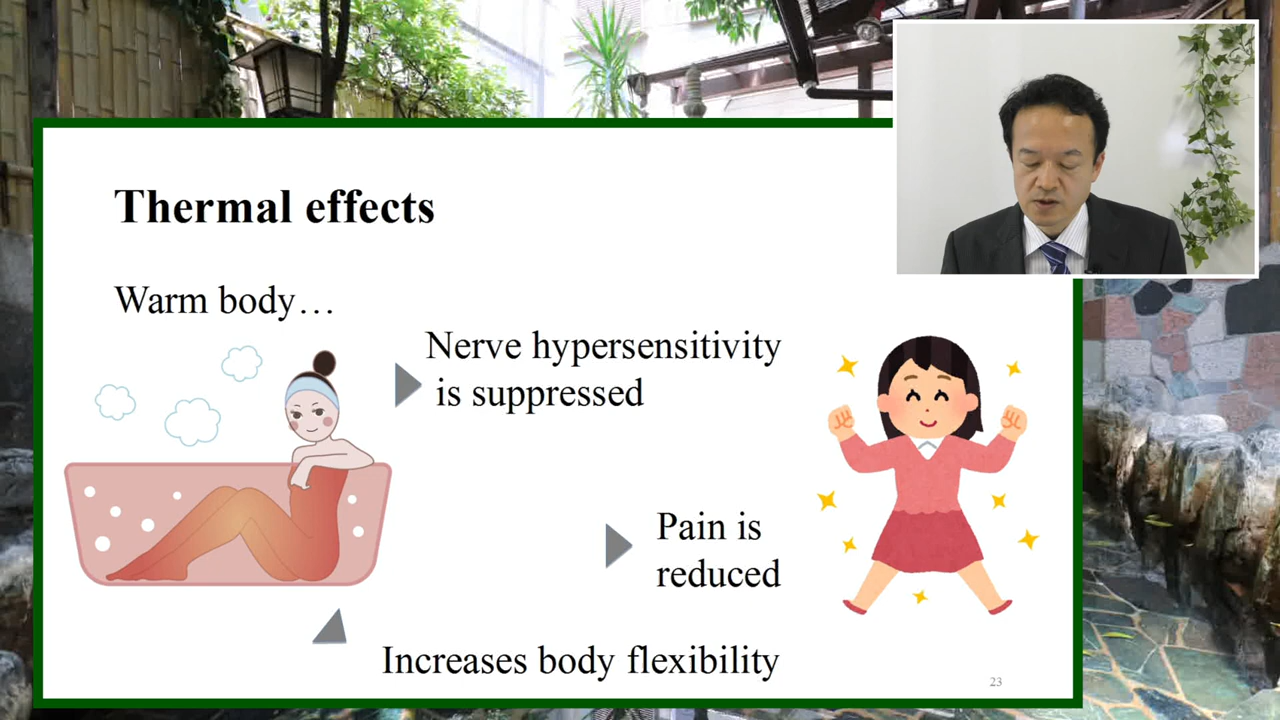 Thermal effects
Warm body…
Nerve hypersensitivity
is suppressed
Pain is
reduced
Increases body flexibility
23